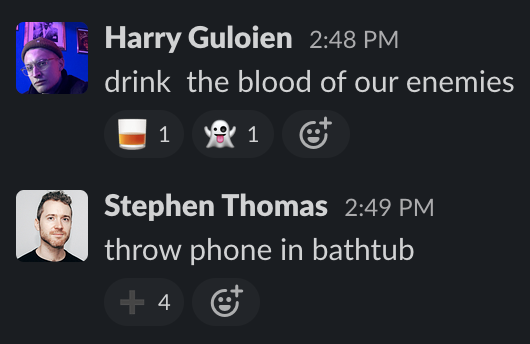 Harry Guloien 2:48 PM
drink  the blood of our enemies
1 1
Stephen Thomas 2:49 PM
throw phone in bathtub
4